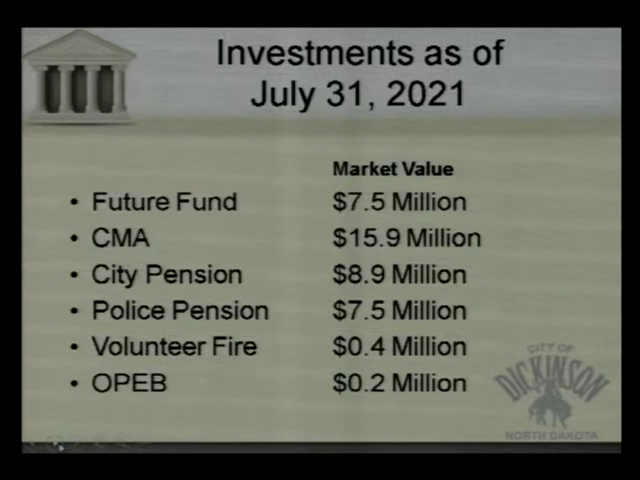 Investments as of
July 31, 2021
Market Value
• Future Fund $7.5 Million
• CMA $15.9 Million
• City Pension $8.9 Million
• Police Pension $7.5 Million
• Volunteer Fire $0.4 Million
• OPEB $0.2 Million
CITY OF
DICKINSON
NORTH DAKOTA